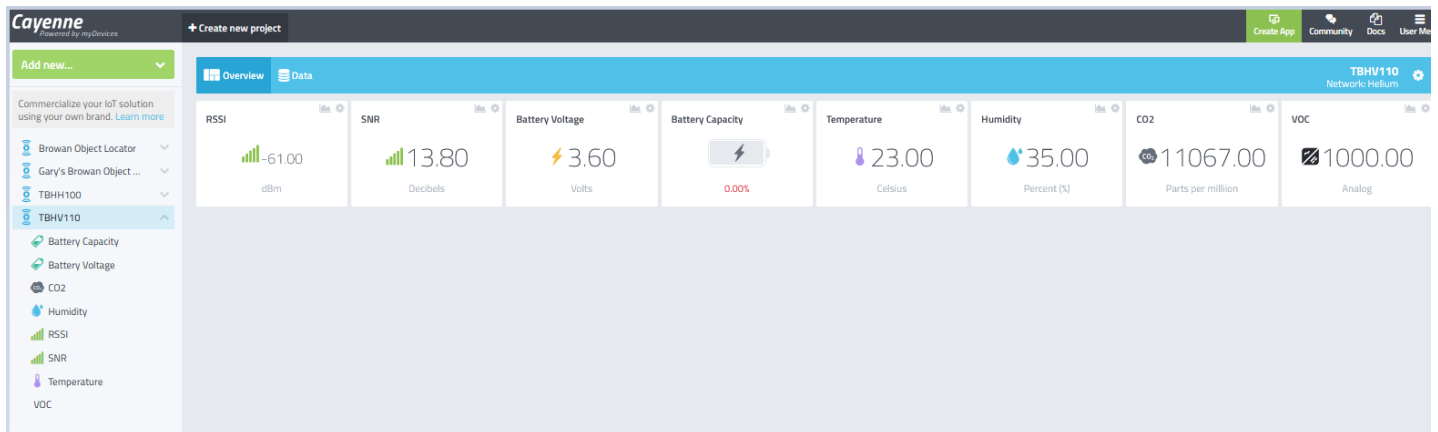 Cayenne
Powered by myDevices
+ Create new project
Create App
Community
Docs
User Me
Add new...
Commercialize your IoT solution
using your own brand. Learn more
Browan Object Locator
Gary's Browan Object ...
TBHH100
TBHV110
Battery Capacity
Battery Voltage
CO2
Humidity
RSSI
SNR
Temperature
VOC
Overview
Data
TBHV110
Network: Helium
RSSI
-61.00
dBm
SNR
13.80
Decibels
Battery Voltage
3.60
Volts
Battery Capacity
0.00%
Temperature
23.00
Celsius
Humidity
35.00
Percent (%)
CO2
CO₂
11067.00
Parts per million
VOC
1000.00
Analog